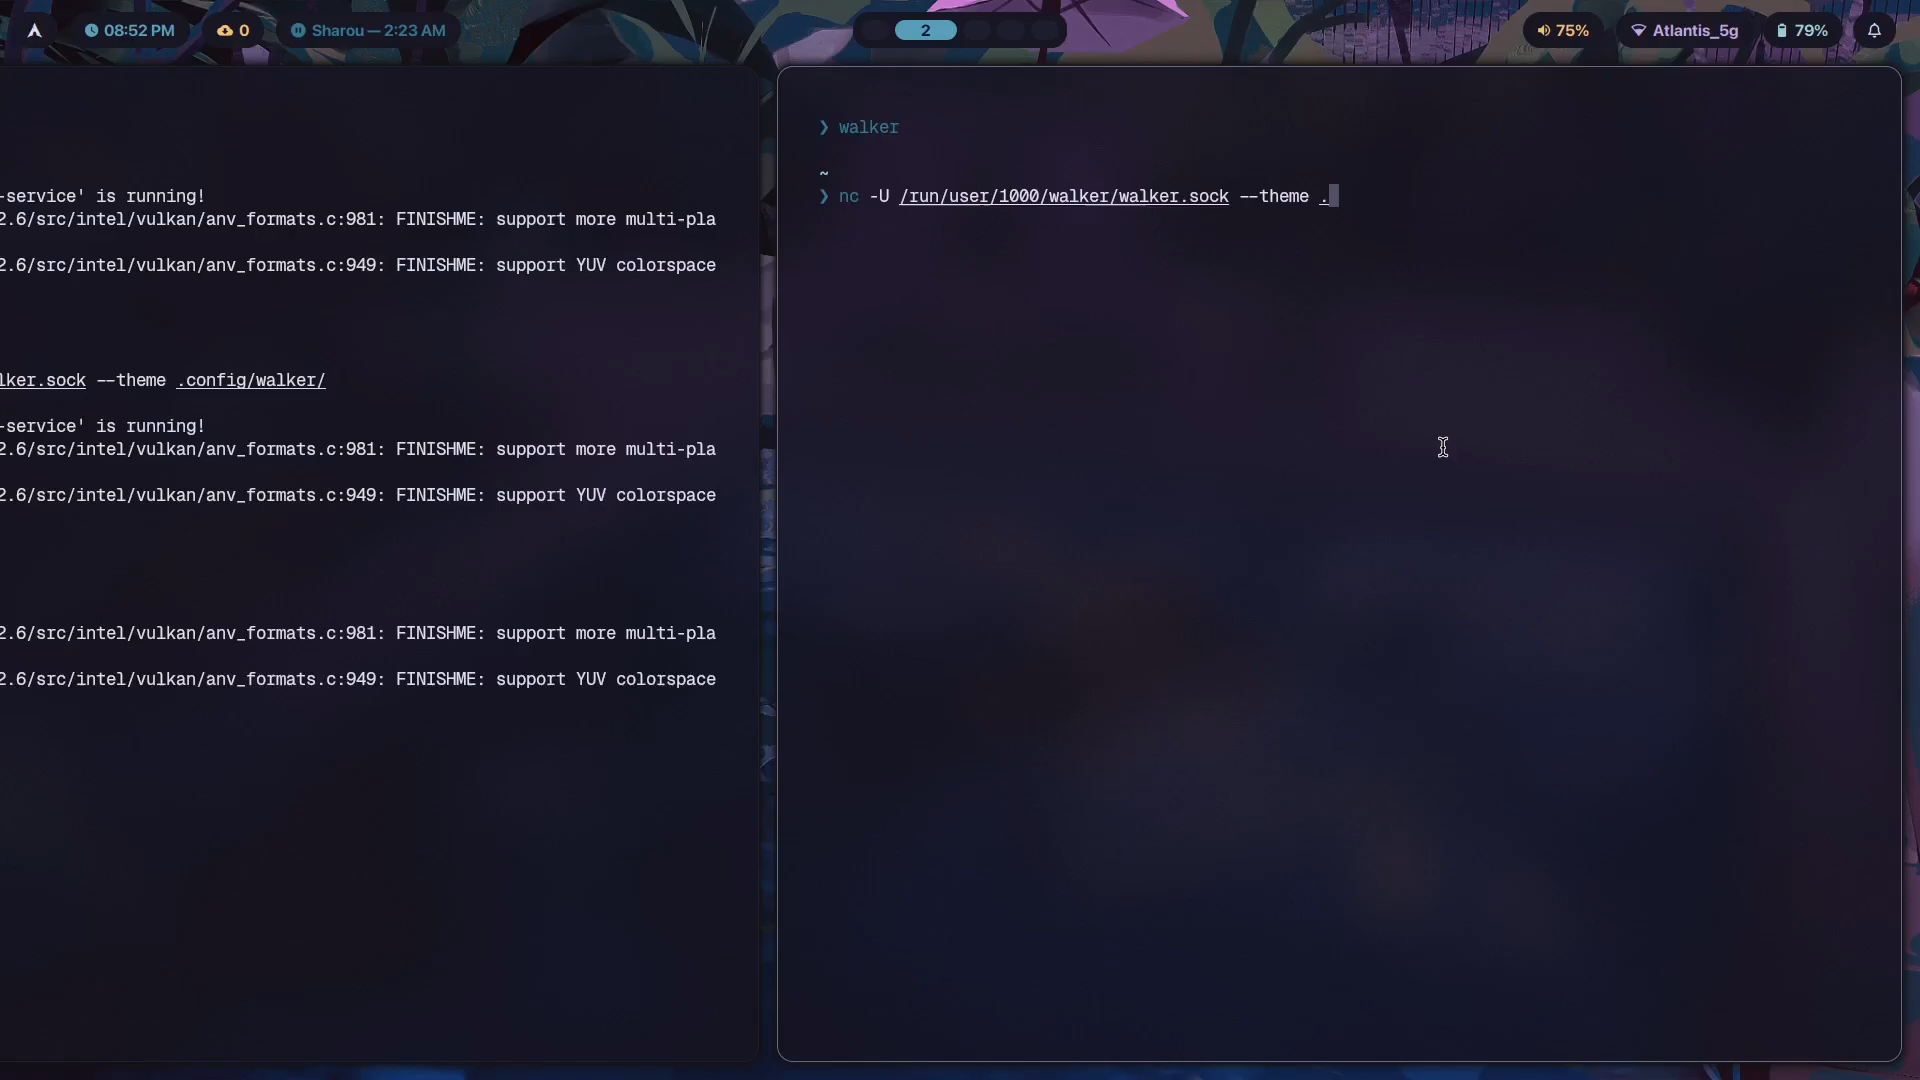 08:52 PM
0
Sharou — 2:23 AM
2
75%
Atlantis_5g
79%
-service' is running!
2.6/src/intel/vulkan/anv_formats.c:981: FINISHME: support more multi-pla
2.6/src/intel/vulkan/anv_formats.c:949: FINISHME: support YUV colorspace
lker.sock --theme .config/walker/
-service' is running!
2.6/src/intel/vulkan/anv_formats.c:981: FINISHME: support more multi-pla
2.6/src/intel/vulkan/anv_formats.c:949: FINISHME: support YUV colorspace
2.6/src/intel/vulkan/anv_formats.c:981: FINISHME: support more multi-pla
2.6/src/intel/vulkan/anv_formats.c:949: FINISHME: support YUV colorspace
❯ walker
~
❯ nc -U /run/user/1000/walker/walker.sock --theme .